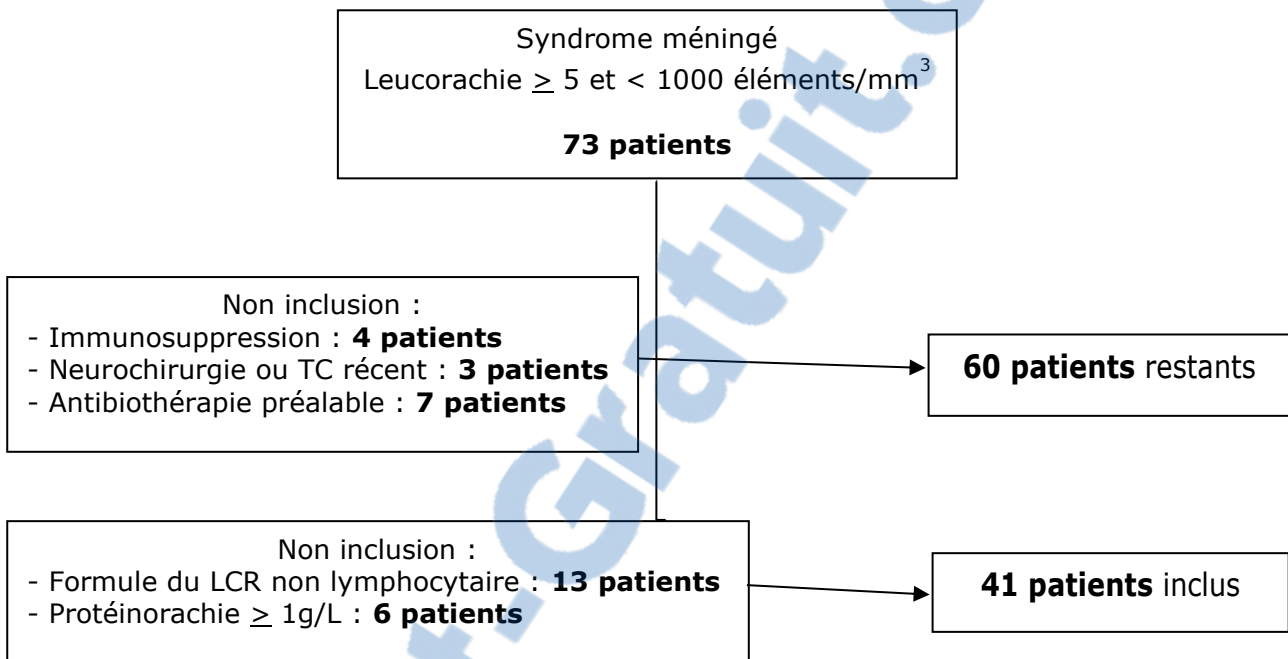 Syndrome méningé
Leucorachie ≥ 5 et < 1000 éléments/mm³
73 patients
Non inclusion :
- Immunosuppression : 4 patients
- Neurochirurgie ou TC récent : 3 patients
- Antibiothérapie préalable : 7 patients
60 patients restants
Non inclusion :
- Formule du LCR non lymphocytaire : 13 patients
- Protéinorachie ≥ 1g/L : 6 patients
41 patients inclus
t.Gratuit.c